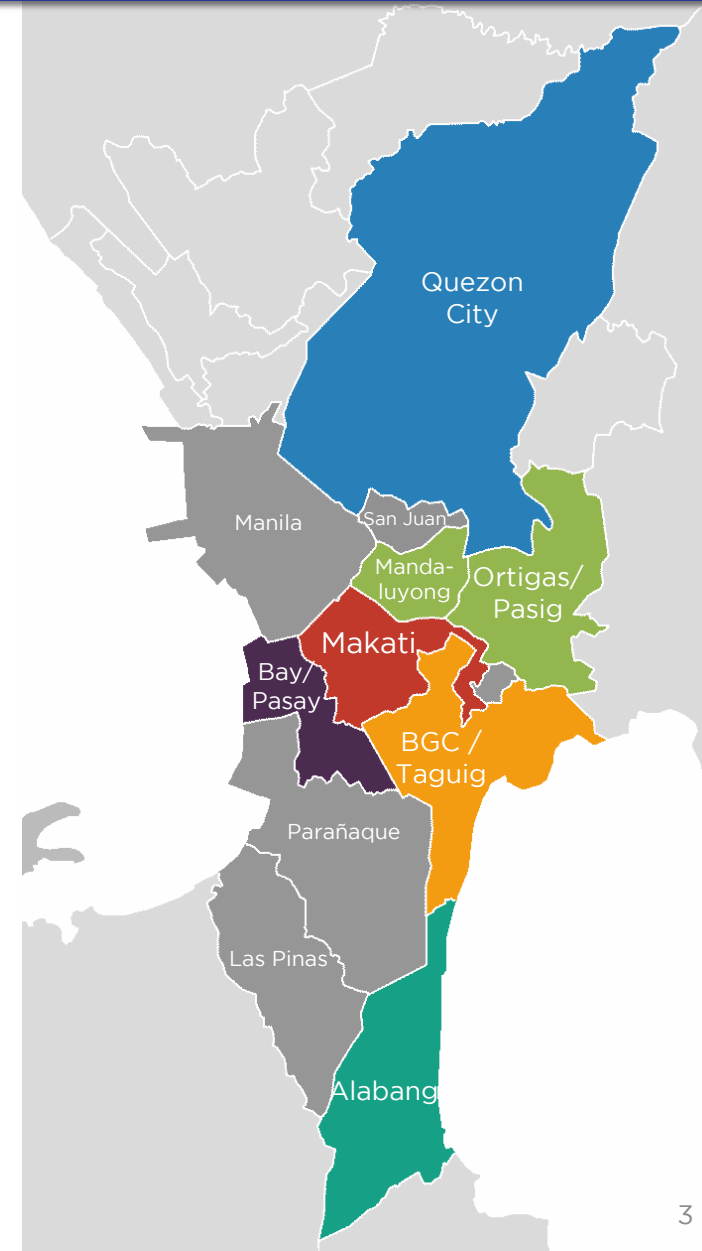 Quezon
City
Manila
San Juan
Manda-
luyong
Ortigas/
Pasig
Makati
Bay/
Pasay
BGC /
Taguig
Parañaque
Las Pinas
Alabang
3